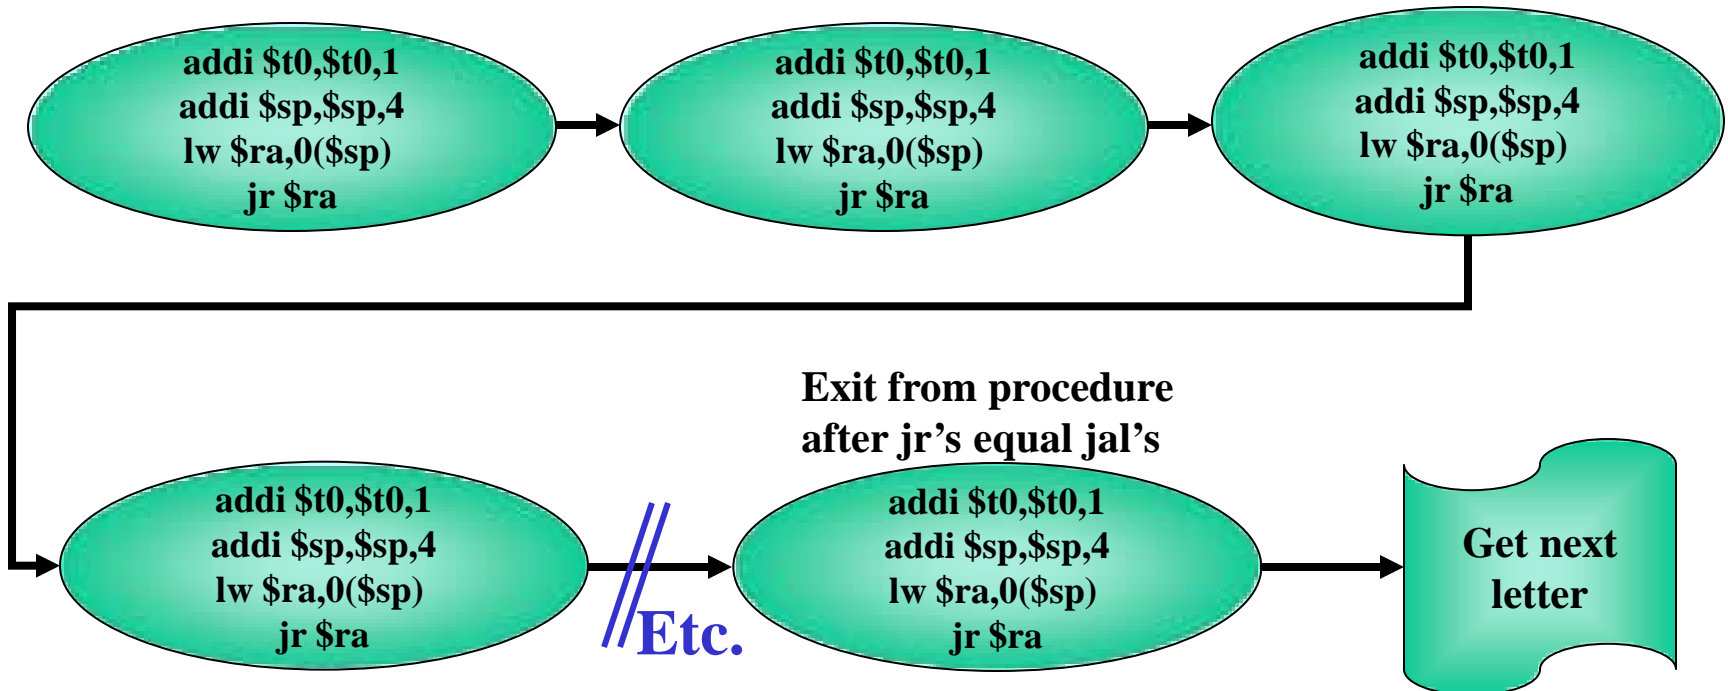 addi $t0,$t0,1
addi $sp,$sp,4
lw $ra,0($sp)
jr $ra
addi $t0,$t0,1
addi $sp,$sp,4
lw $ra,0($sp)
jr $ra
addi $t0,$t0,1
addi $sp,$sp,4
lw $ra,0($sp)
jr $ra
addi $t0,$t0,1
addi $sp,$sp,4
lw $ra,0($sp)
jr $ra
Etc.
Exit from procedure
after jr’s equal jal’s
addi $t0,$t0,1
addi $sp,$sp,4
lw $ra,0($sp)
jr $ra
Get next
letter